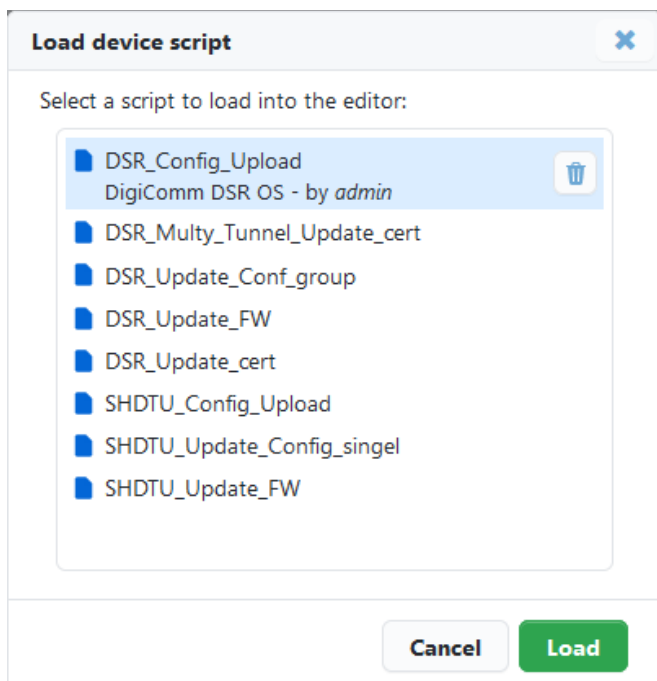 Load device script
Select a script to load into the editor:
DSR_Config_Upload
DigiComm DSR OS - by admin
DSR_Multy_Tunnel_Update_cert
DSR_Update_Conf_group
DSR_Update_FW
DSR_Update_cert
SHDTU_Config_Upload
SHDTU_Update_Config_singel
SHDTU_Update_FW
Cancel
Load